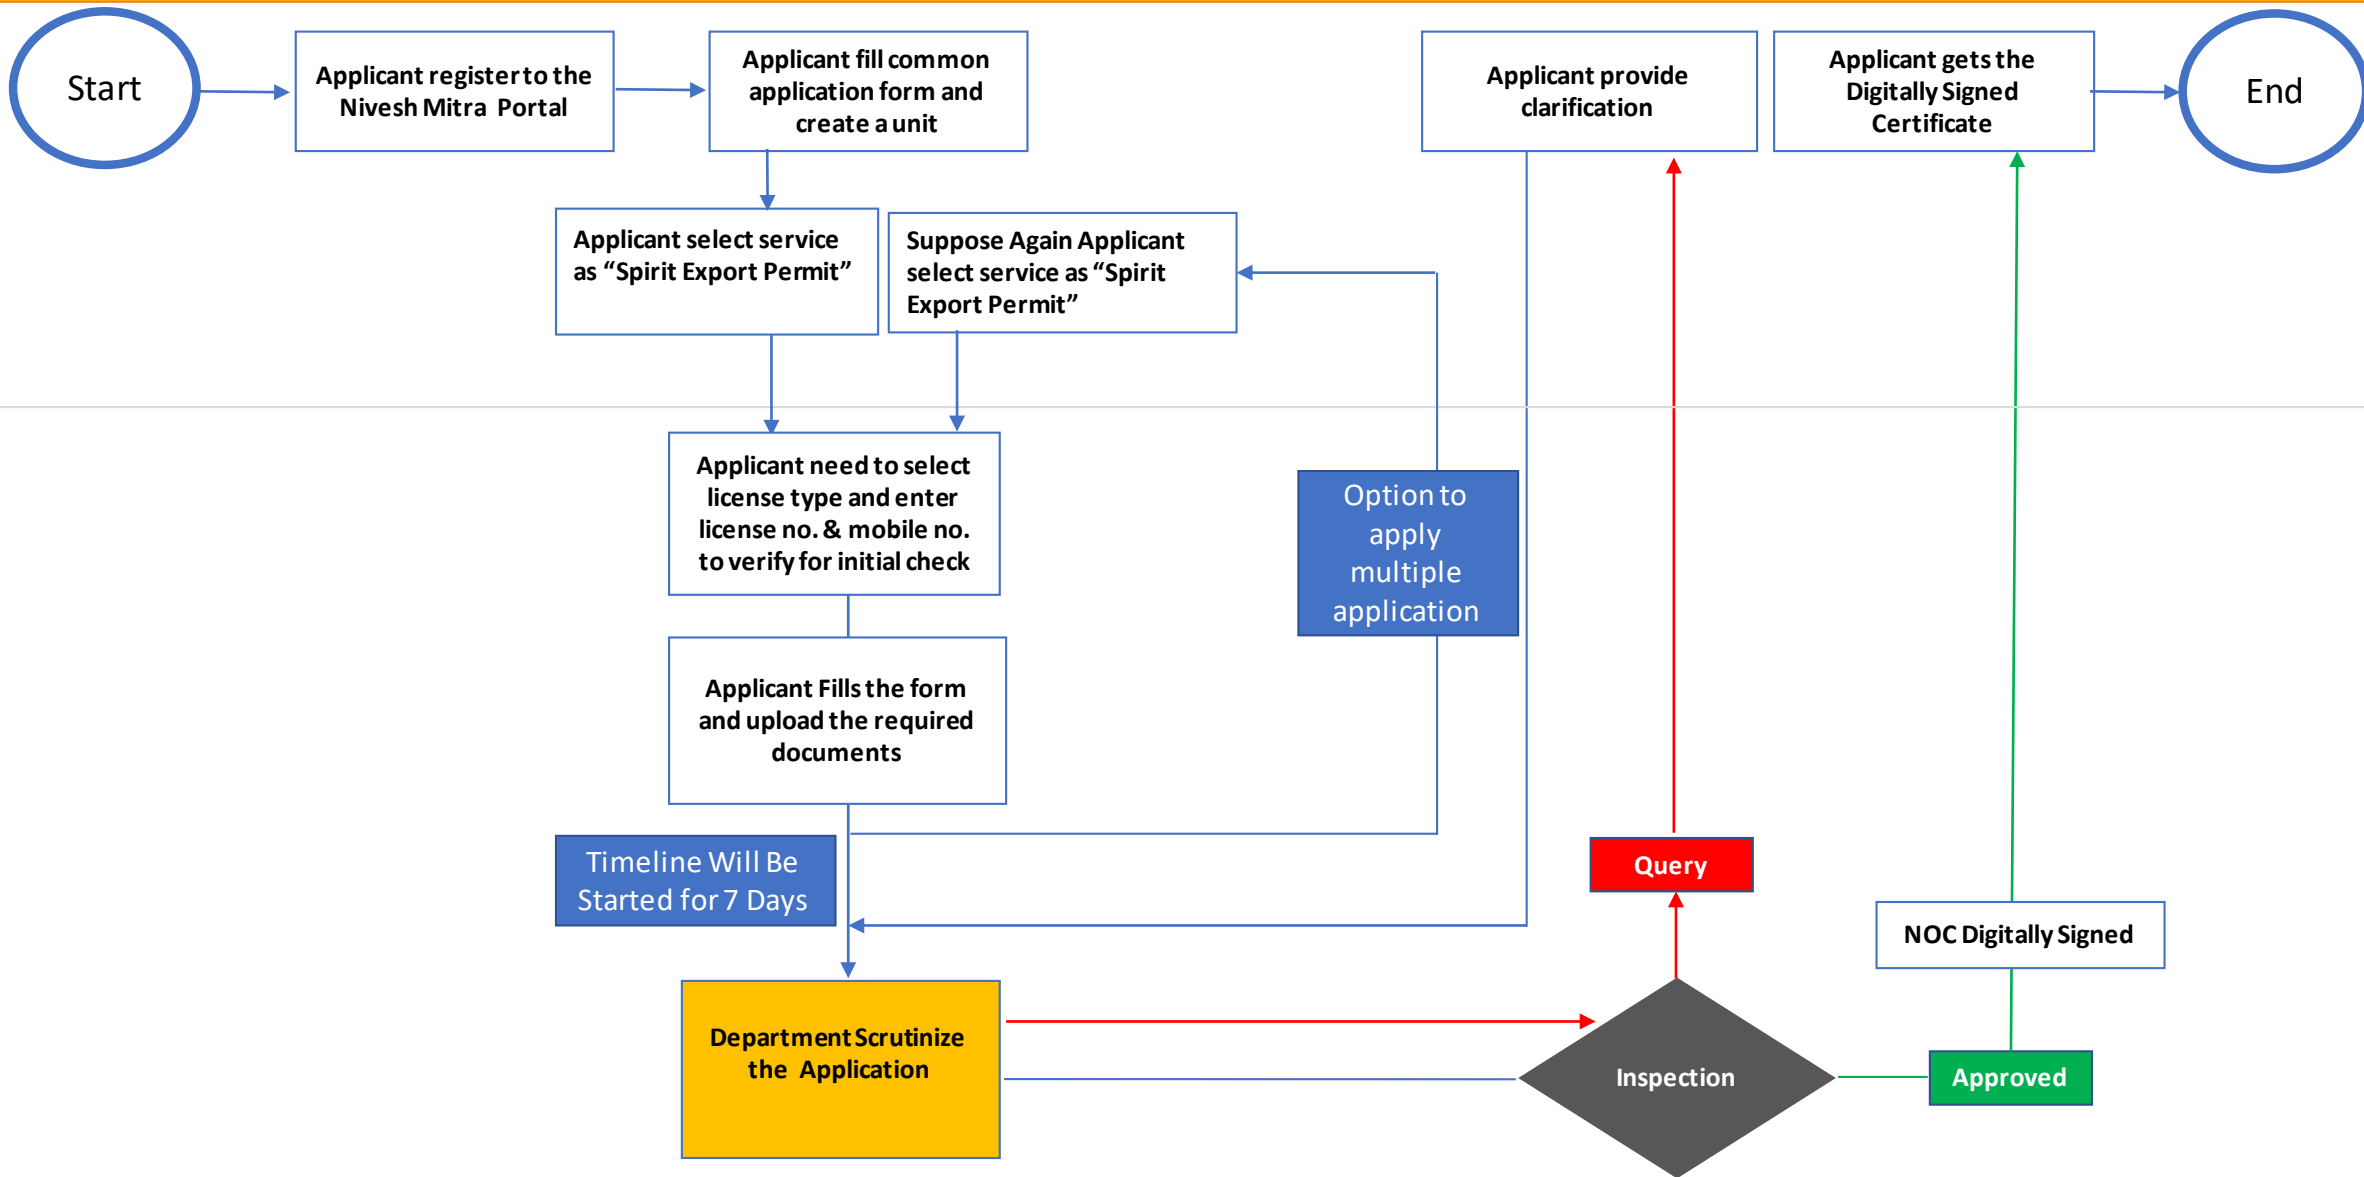 Start
Applicant register to the
Nivesh Mitra Portal
Applicant fill common
application form and
create a unit
Applicant provide
clarification
Applicant gets the
Digitally Signed
Certificate
End
Applicant select service
as “Spirit Export Permit”
Suppose Again Applicant
select service as “Spirit
Export Permit”
Applicant need to select
license type and enter
license no. & mobile no.
to verify for initial check
Option to
apply
multiple
application
Applicant Fills the form
and upload the required
documents
Timeline Will Be
Started for 7 Days
Query
NOC Digitally Signed
Department Scrutinize
the Application
Inspection
Approved